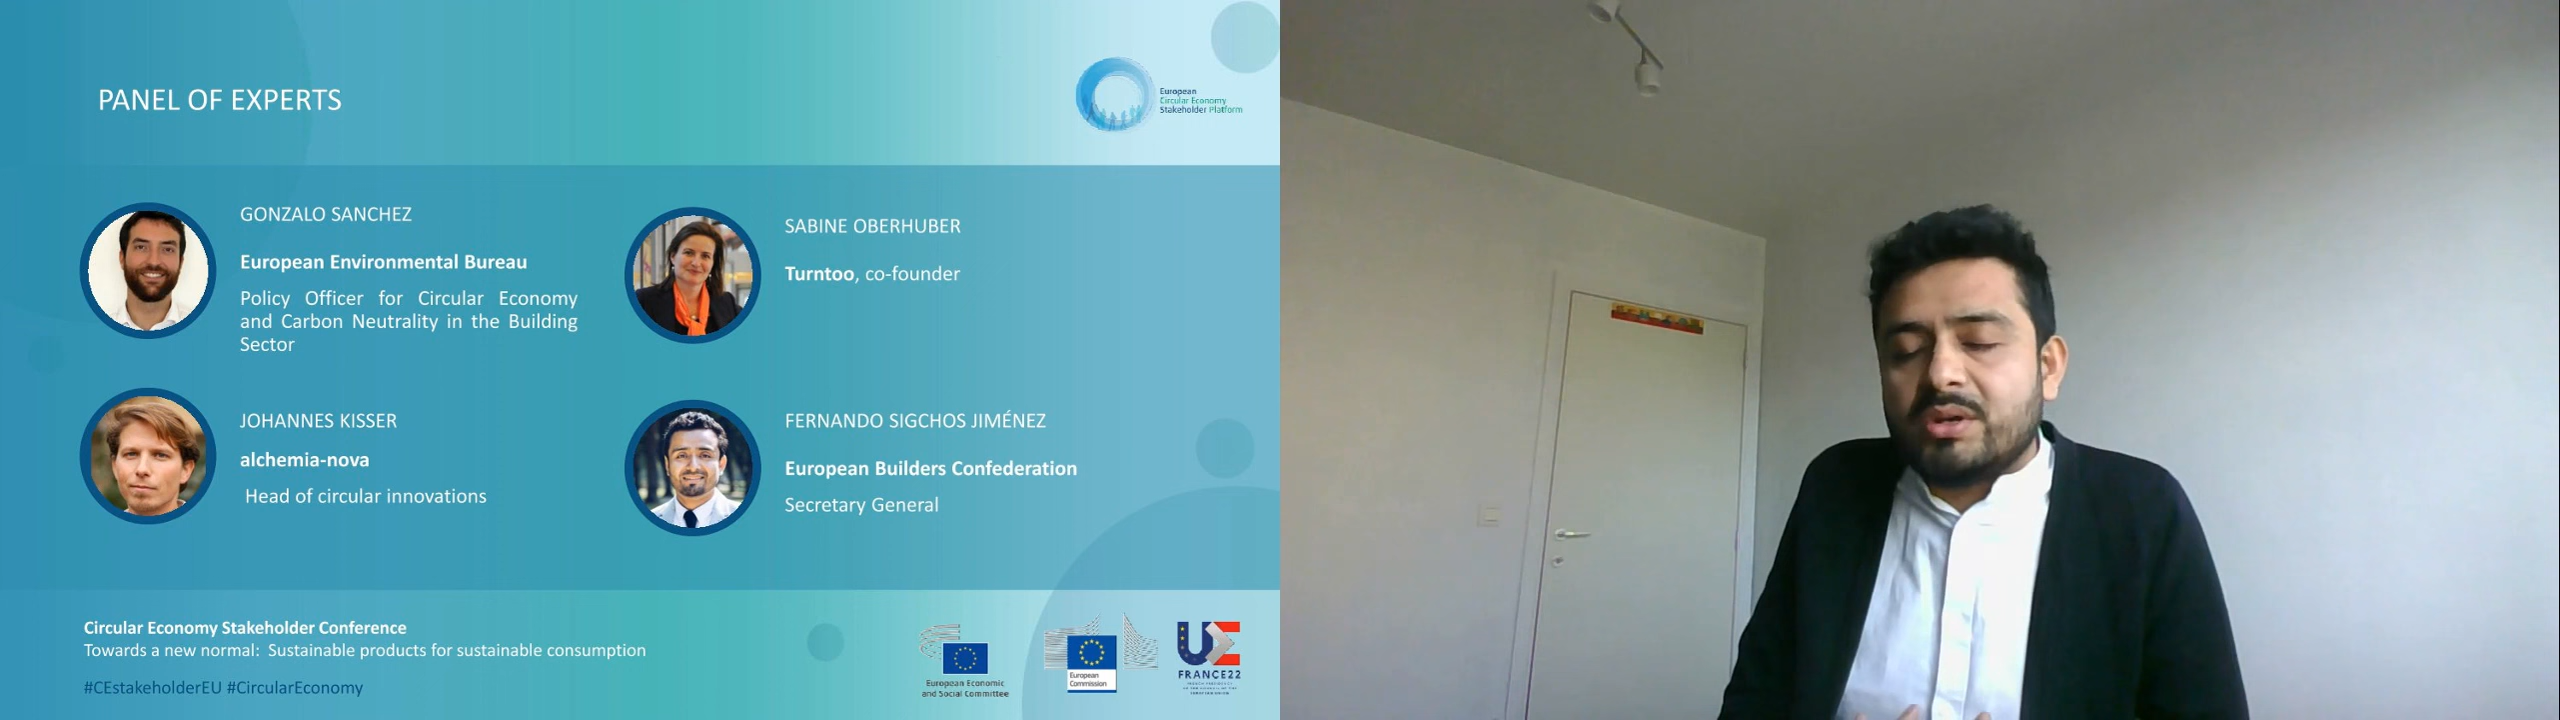 PANEL OF EXPERTS
European
Circular Economy
Stakeholder Platform
GONZALO SANCHEZ
European Environmental Bureau
Policy Officer for Circular Economy
and Carbon Neutrality in the Building
Sector
SABINE OBERHUBER
Turntoo, co-founder
JOHANNES KISSER
alchemia-nova
Head of circular innovations
FERNANDO SIGCHOS JIMÉNEZ
European Builders Confederation
Secretary General
Circular Economy Stakeholder Conference
Towards a new normal: Sustainable products for sustainable consumption
#CEstakeholderEU #CircularEconomy
European Economic
and Social Committee
European
Commission
UE
FRANCE22